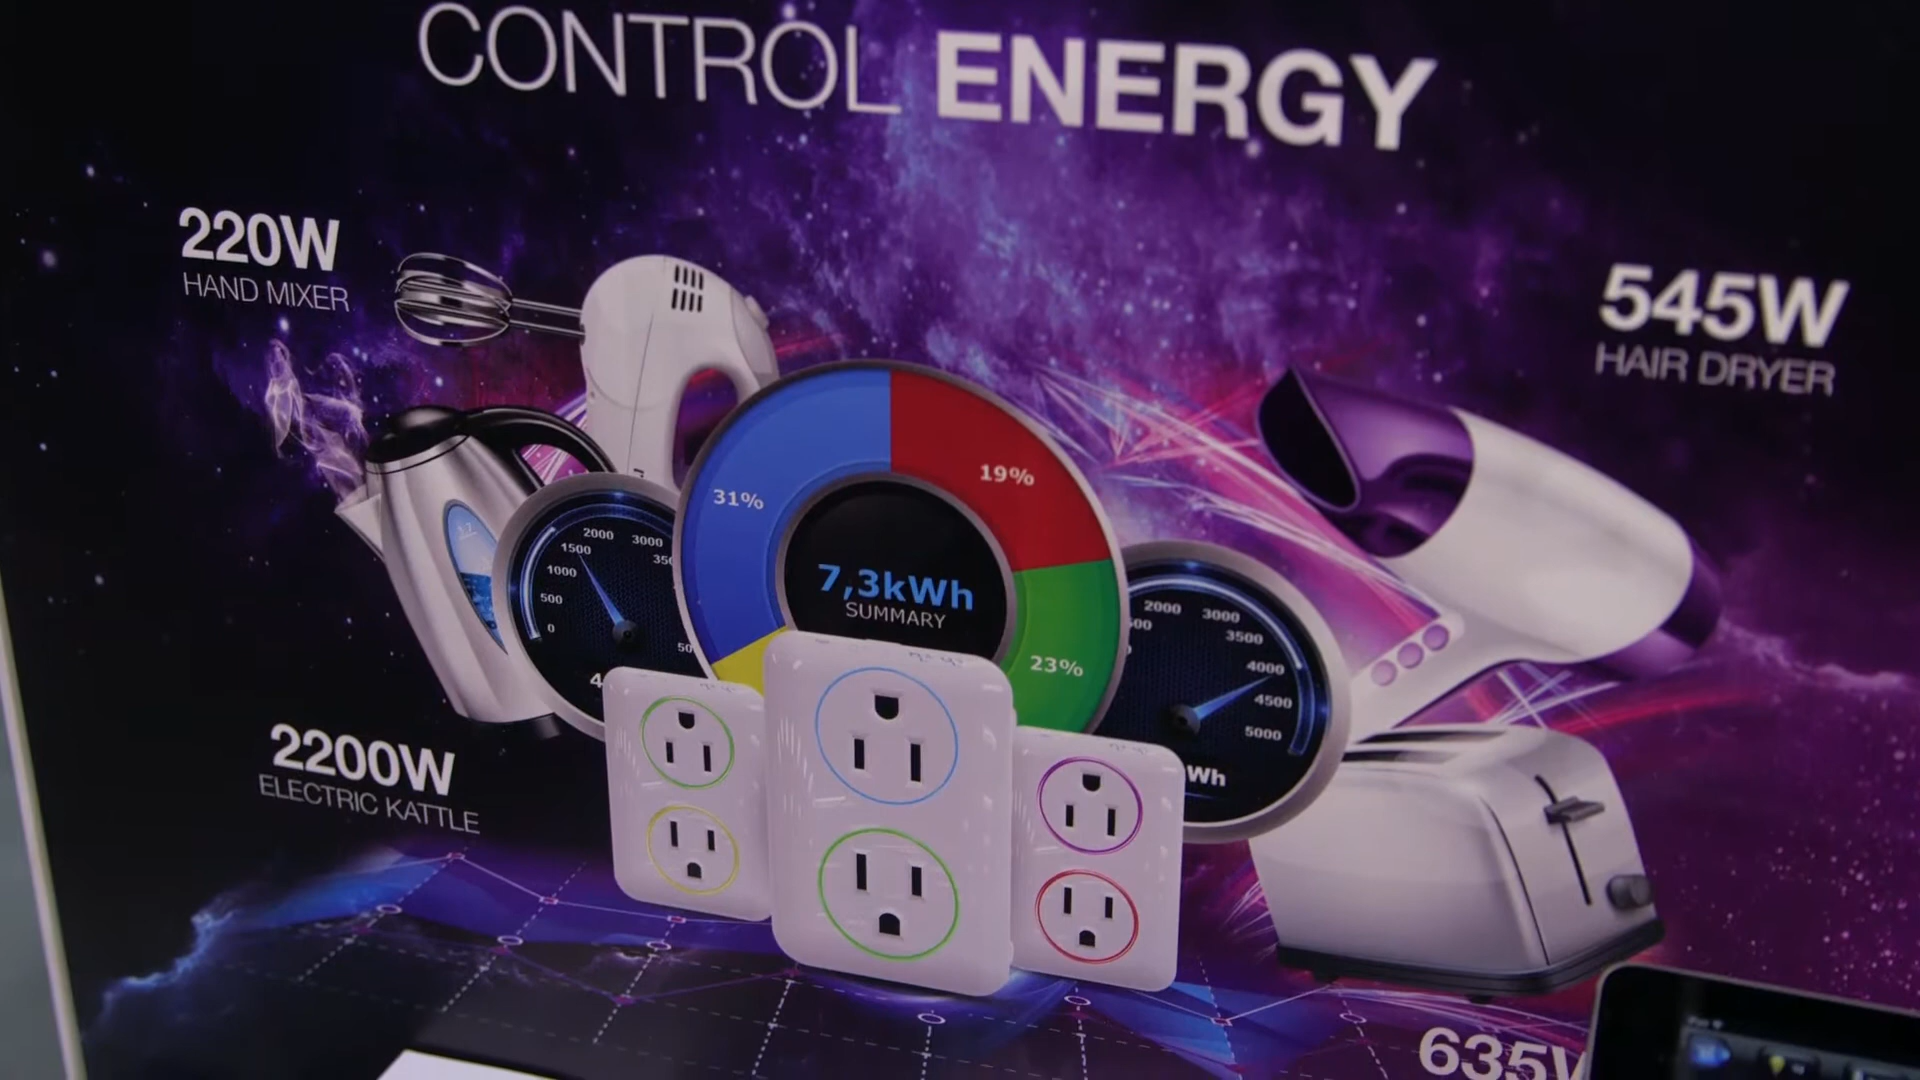 CONTROL ENERGY
220W
HAND MIXER
545W
HAIR DRYER
31%
19%
23%
7,3kWh
SUMMARY
2000
3000
1500
1000
500
0
2000
3000
3500
4000
4500
5000
Wh
2200W
ELECTRIC KATTLE
635W